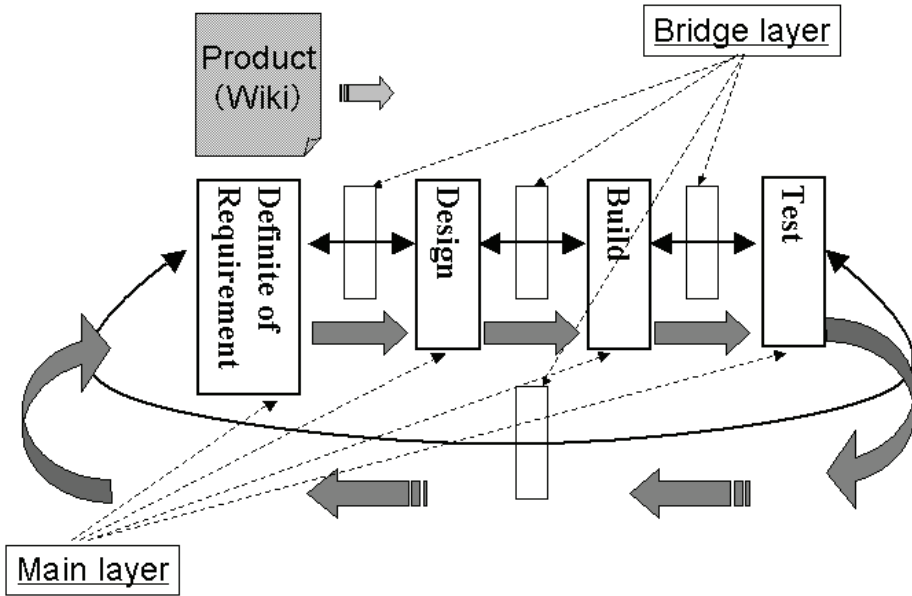 Product
（Wiki）
Bridge layer
Definite of
Requirement
Design
Build
Test
Main layer